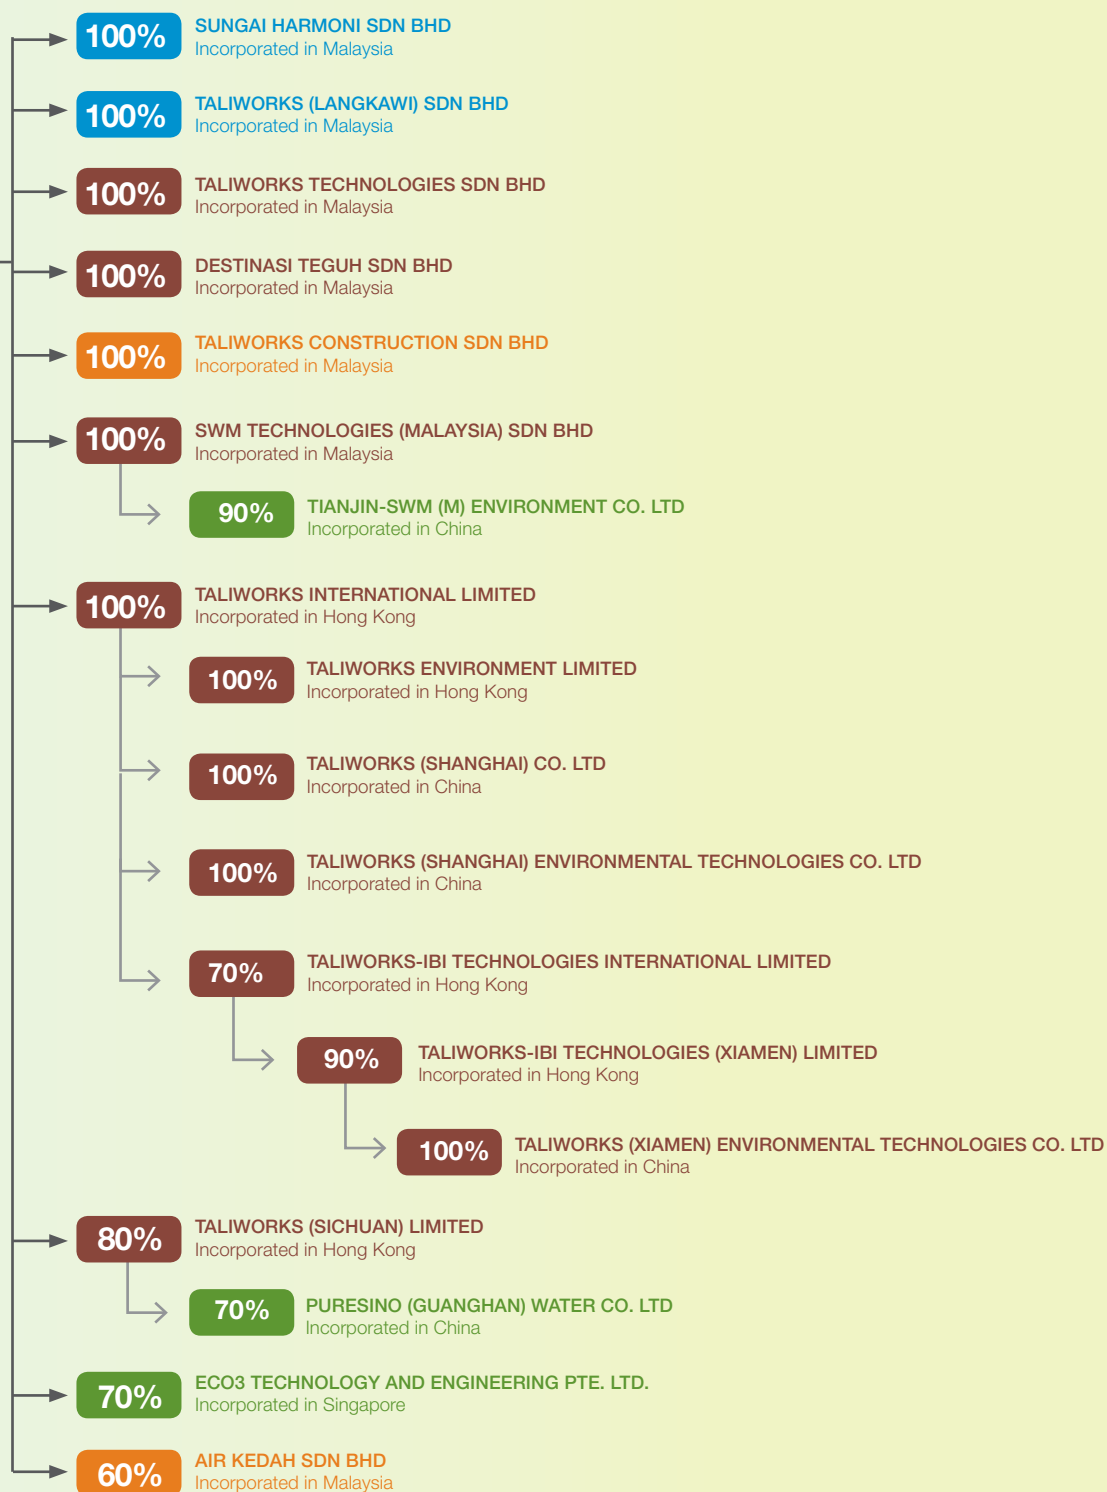 100%
SUNGAI HARMONI SDN BHD
Incorporated in Malaysia
100%
TALIWORKS (LANGKAWI) SDN BHD
Incorporated in Malaysia
100%
TALIWORKS TECHNOLOGIES SDN BHD
Incorporated in Malaysia
100%
DESTINASI TEGUH SDN BHD
Incorporated in Malaysia
100%
TALIWORKS CONSTRUCTION SDN BHD
Incorporated in Malaysia
100%
SWM TECHNOLOGIES (MALAYSIA) SDN BHD
Incorporated in Malaysia
90%
TIANJIN-SWM (M) ENVIRONMENT CO. LTD
Incorporated in China
100%
TALIWORKS INTERNATIONAL LIMITED
Incorporated in Hong Kong
100%
TALIWORKS ENVIRONMENT LIMITED
Incorporated in Hong Kong
100%
TALIWORKS (SHANGHAI) CO. LTD
Incorporated in China
100%
TALIWORKS (SHANGHAI) ENVIRONMENTAL TECHNOLOGIES CO. LTD
Incorporated in China
70%
TALIWORKS-IBI TECHNOLOGIES INTERNATIONAL LIMITED
Incorporated in Hong Kong
90%
TALIWORKS-IBI TECHNOLOGIES (XIAMEN) LIMITED
Incorporated in Hong Kong
100%
TALIWORKS (XIAMEN) ENVIRONMENTAL TECHNOLOGIES CO. LTD
Incorporated in China
80%
TALIWORKS (SICHUAN) LIMITED
Incorporated in Hong Kong
70%
PURESINO (GUANGHAN) WATER CO. LTD
Incorporated in China
70%
ECO3 TECHNOLOGY AND ENGINEERING PTE. LTD.
Incorporated in Singapore
60%
AIR KEDAH SDN BHD
Incorporated in Malaysia